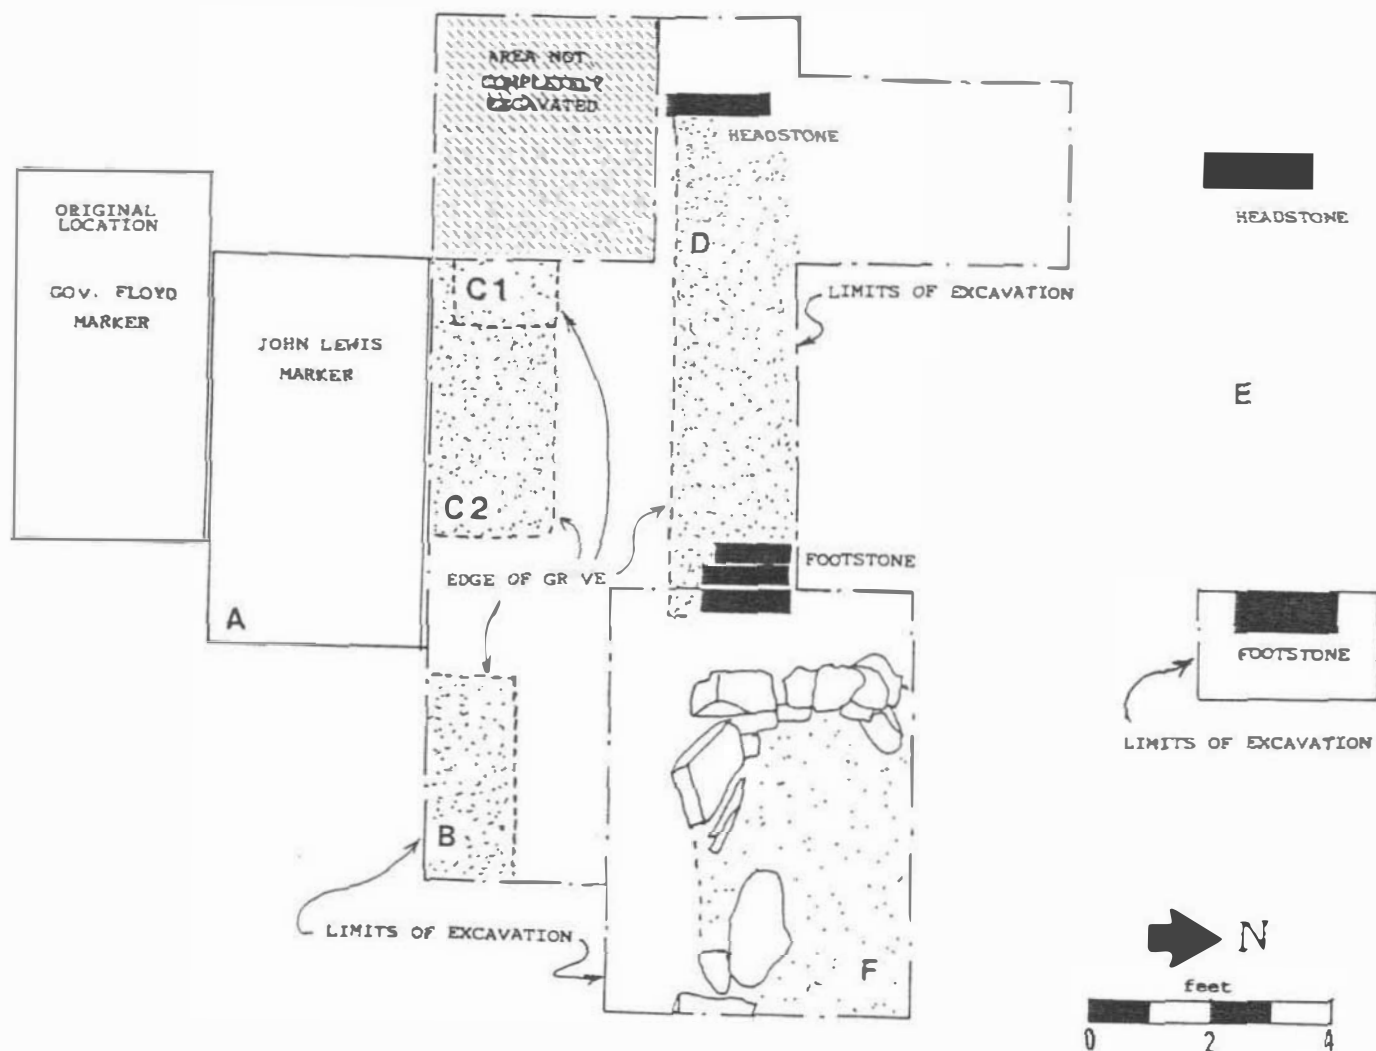 AREA NOT
COMPLETELY
EXCAVATED
HEADSTONE
ORIGINAL
LOCATION
GOV. FLOYD
MARKER
JOHN LEWIS
MARKER
A
C1
C2
D
LIMITS OF EXCAVATION
HEADSTONE
E
EDGE OF GR VE
FOOTSTONE
B
LIMITS OF EXCAVATION
F
FOOTSTONE
LIMITS OF EXCAVATION
N
feet
0 2 4